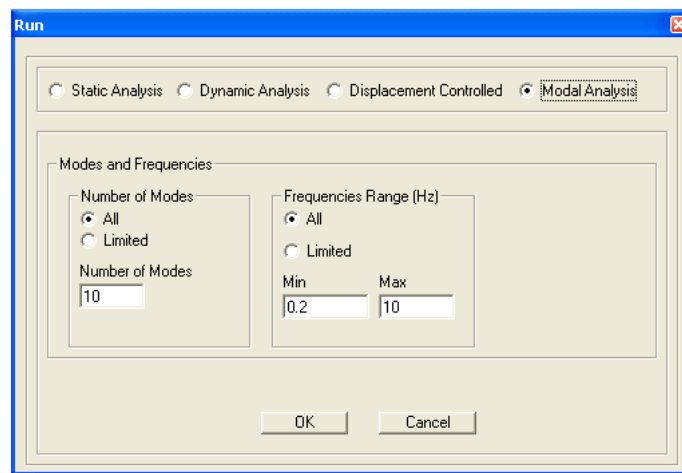 Run
Static Analysis Dynamic Analysis Displacement Controlled Modal Analysis
Modes and Frequencies
Number of Modes
All
Limited
Number of Modes
10
Frequencies Range (Hz)
All
Limited
Min Max
0.2 10
OK Cancel